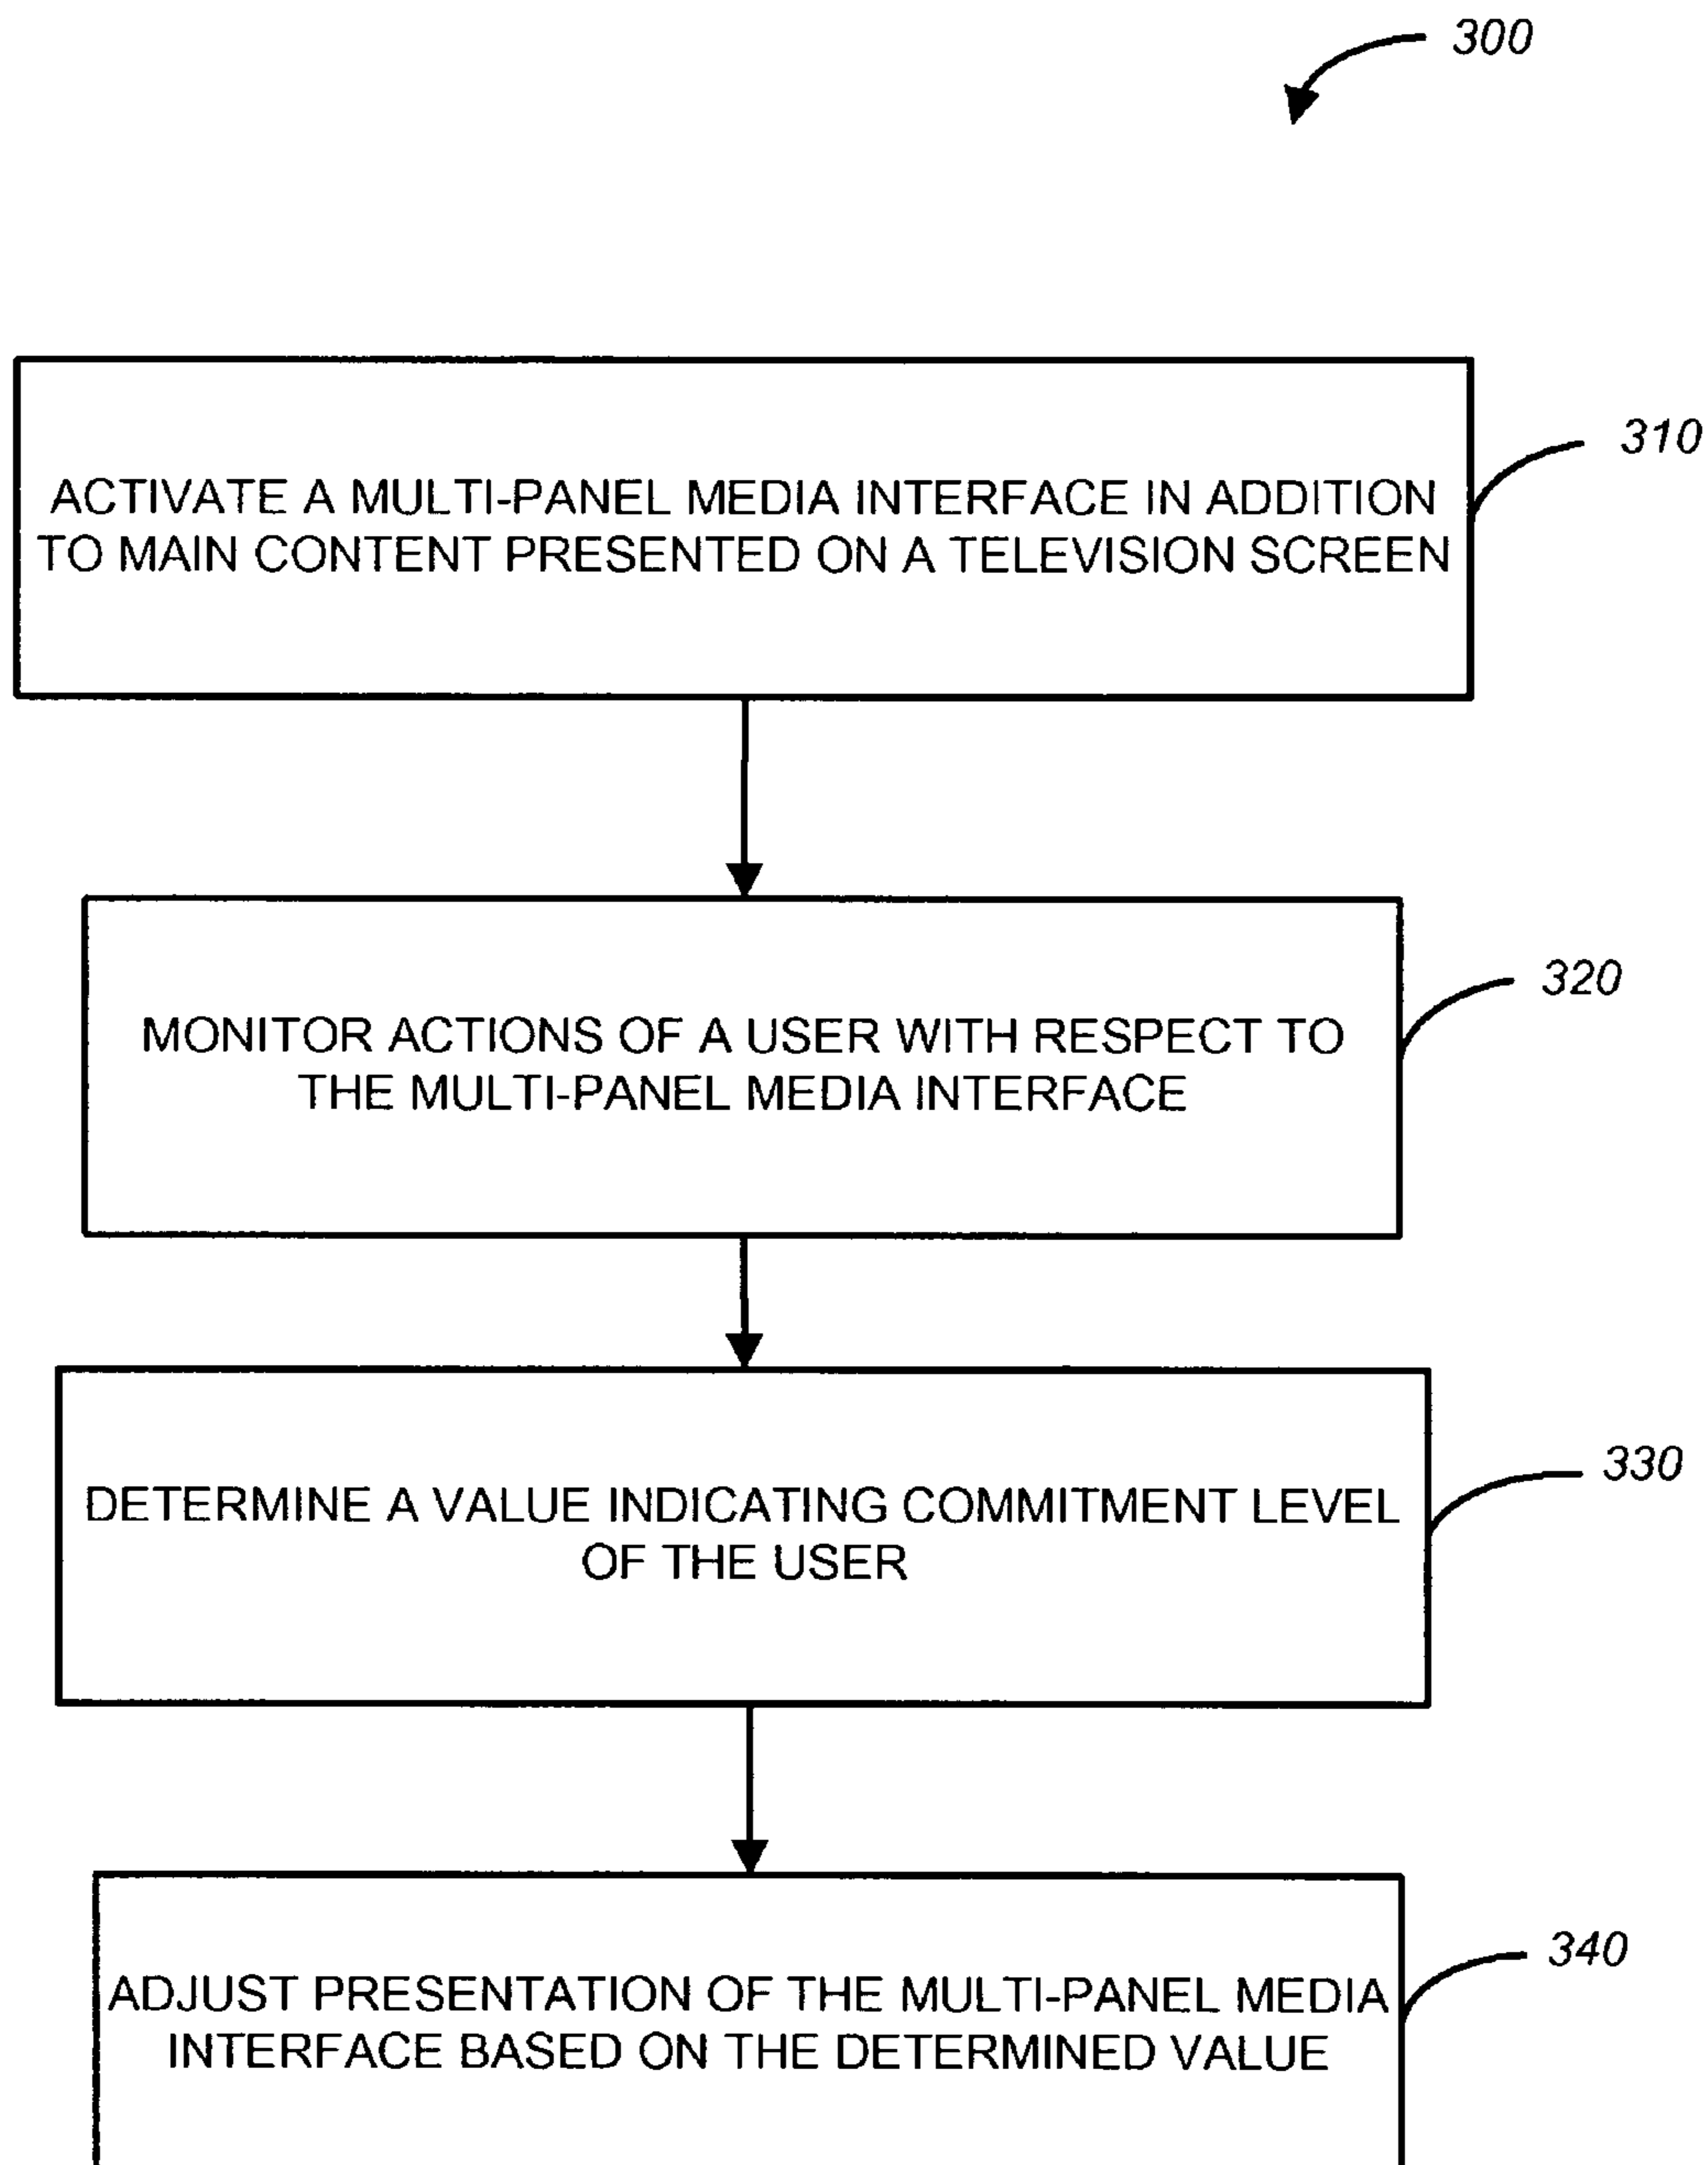 300
310
ACTIVATE A MULTI-PANEL MEDIA INTERFACE IN ADDITION
TO MAIN CONTENT PRESENTED ON A TELEVISION SCREEN
320
MONITOR ACTIONS OF A USER WITH RESPECT TO
THE MULTI-PANEL MEDIA INTERFACE
330
DETERMINE A VALUE INDICATING COMMITMENT LEVEL
OF THE USER
340
ADJUST PRESENTATION OF THE MULTI-PANEL MEDIA
INTERFACE BASED ON THE DETERMINED VALUE